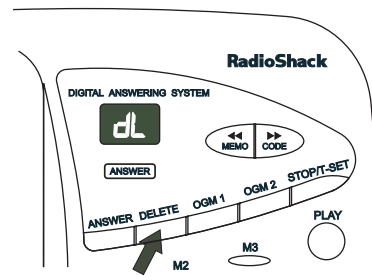 RadioShack
DIGITAL ANSWERING SYSTEM
dL
MEMO CODE
ANSWER
ANSWER DELETE OGM 1 OGM 2 STOP/T-SET
PLAY
M2 M3